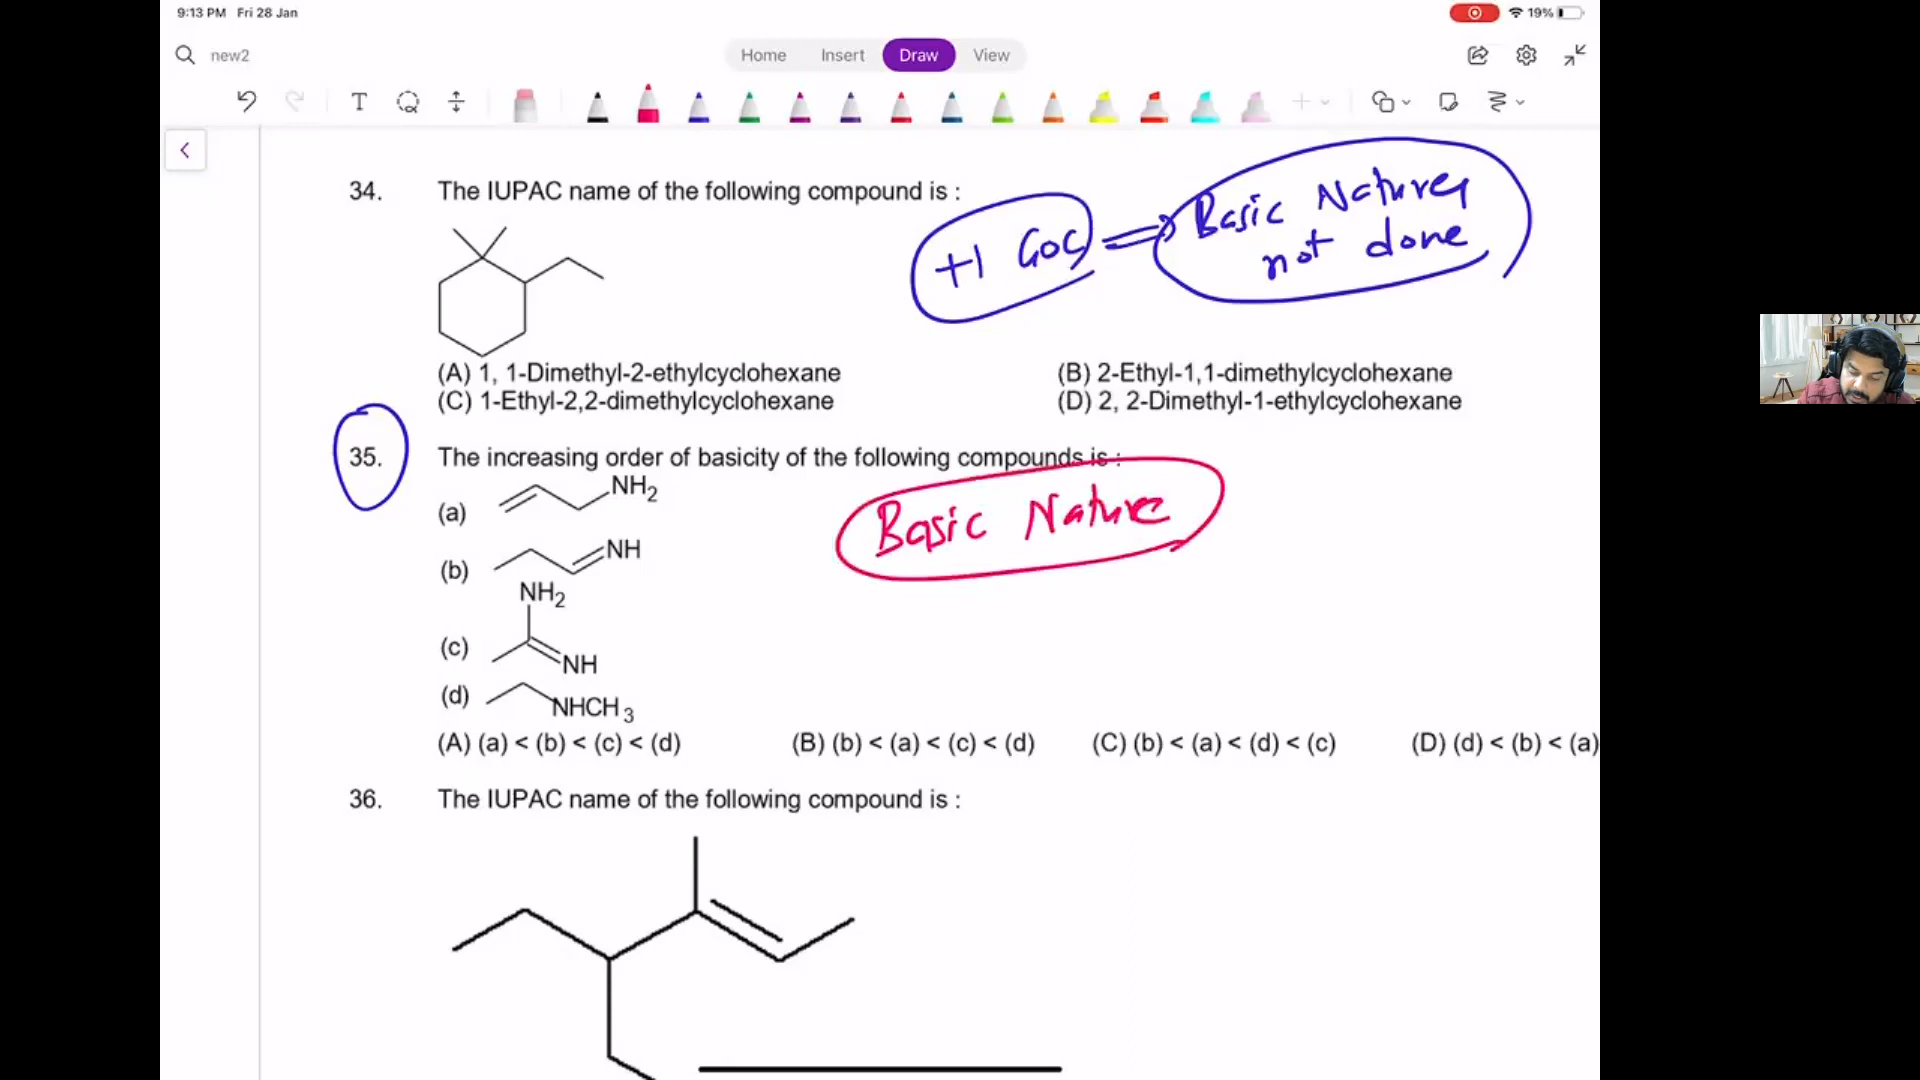 9:13 PM Fri 28 Jan
19%
new2
Home Insert Draw View
T
34. The IUPAC name of the following compound is :
+1 GOC ⇒ Basic Nature
not done
(A) 1, 1-Dimethyl-2-ethylcyclohexane (B) 2-Ethyl-1,1-dimethylcyclohexane
(C) 1-Ethyl-2,2-dimethylcyclohexane (D) 2, 2-Dimethyl-1-ethylcyclohexane
35. The increasing order of basicity of the following compounds is :
Basic Nature
(a) NH2
(b) NH
NH2
(c) NH
(d) NHCH3
(A) (a) < (b) < (c) < (d) (B) (b) < (a) < (c) < (d) (C) (b) < (a) < (d) < (c) (D) (d) < (b) < (a)
36. The IUPAC name of the following compound is :